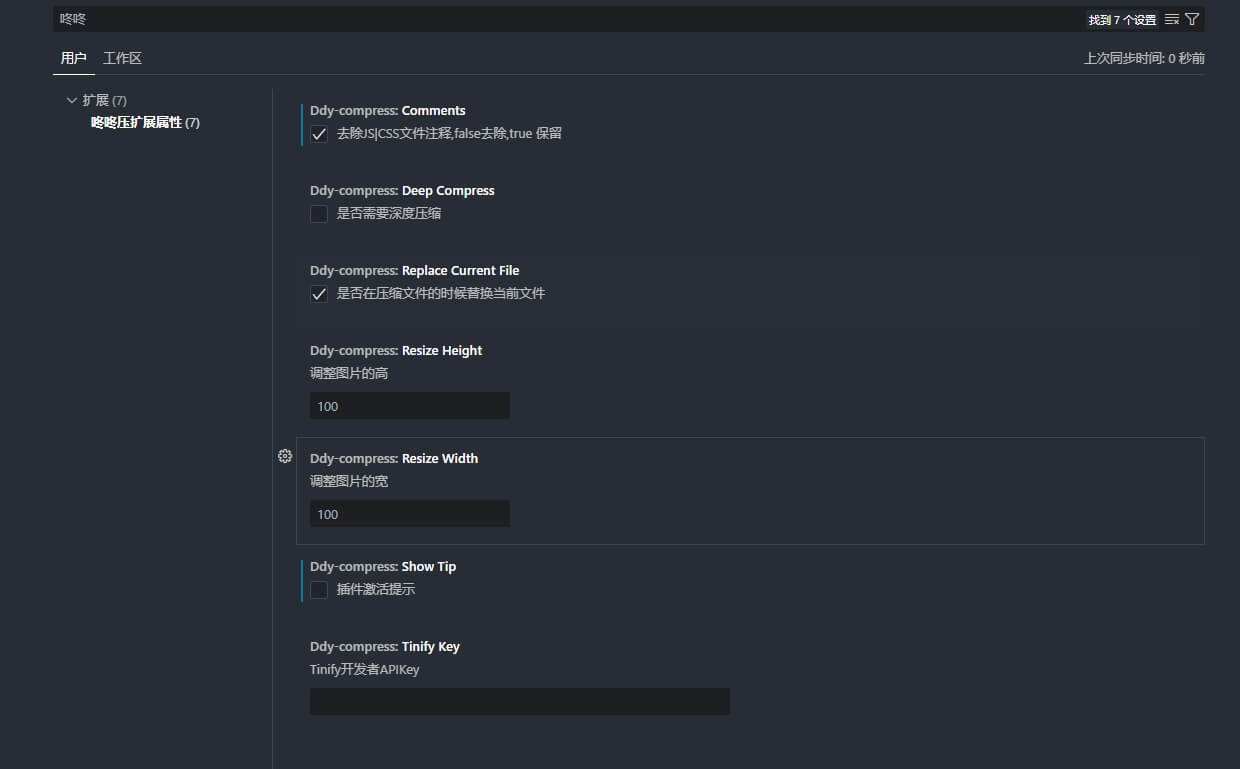 咚咚
找到 7 个设置
用户 工作区
上次同步时间: 0 秒前
扩展 (7)
咚咚压扩展属性 (7)
Ddy-compress: Comments
去除JS|CSS文件注释,false去除,true 保留
Ddy-compress: Deep Compress
是否需要深度压缩
Ddy-compress: Replace Current File
是否在压缩文件的时候替换当前文件
Ddy-compress: Resize Height
调整图片的高
100
Ddy-compress: Resize Width
调整图片的宽
100
Ddy-compress: Show Tip
插件激活提示
Ddy-compress: Tinify Key
Tinify开发者APIKey